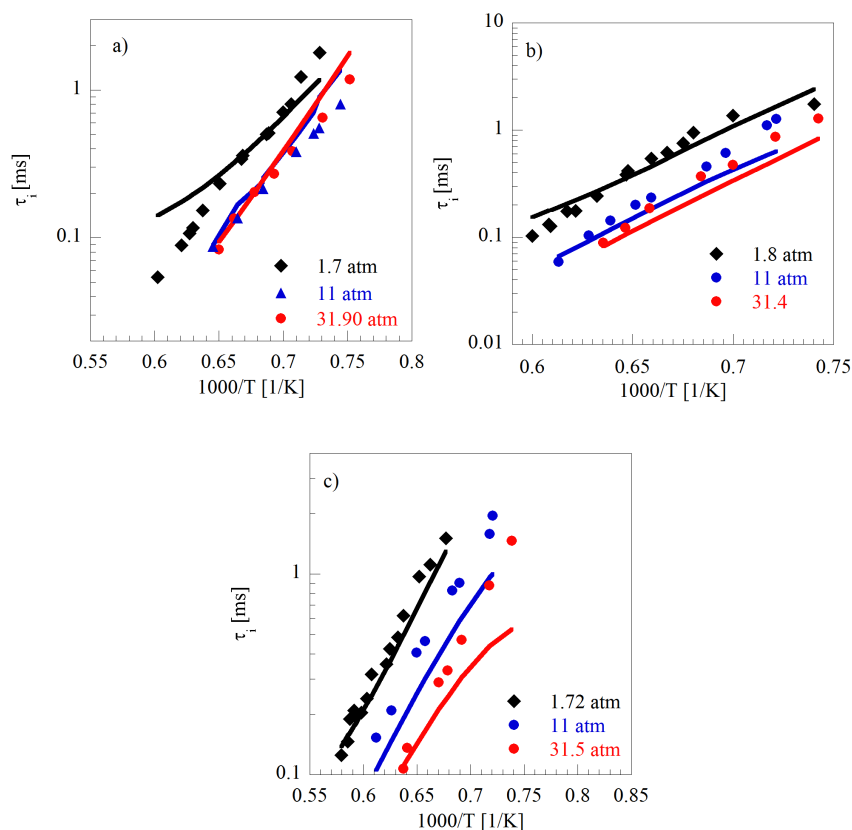 a)
1
0.1
τi [ms]
1.7 atm
11 atm
31.90 atm
0.55 0.6 0.65 0.7 0.75 0.8
1000/T [1/K]
b)
10
1
0.1
0.01
τi [ms]
1.8 atm
11 atm
31.4
0.6 0.65 0.7 0.75
1000/T [1/K]
c)
1
0.1
τi [ms]
1.72 atm
11 atm
31.5 atm
0.55 0.6 0.65 0.7 0.75 0.8 0.85
1000/T [1/K]